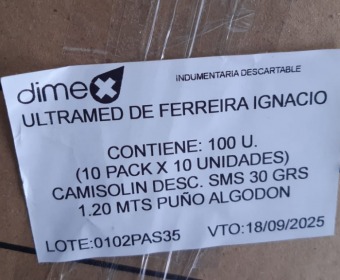 dimex
INDUMENTARIA DESCARTABLE
ULTRAMED DE FERREIRA IGNACIO
CONTIENE: 100 U.
(10 PACK X 10 UNIDADES)
CAMISOLIN DESC. SMS 30 GRS
1.20 MTS PUÑO ALGODON
LOTE:0102PAS35 VTO:18/09/2025